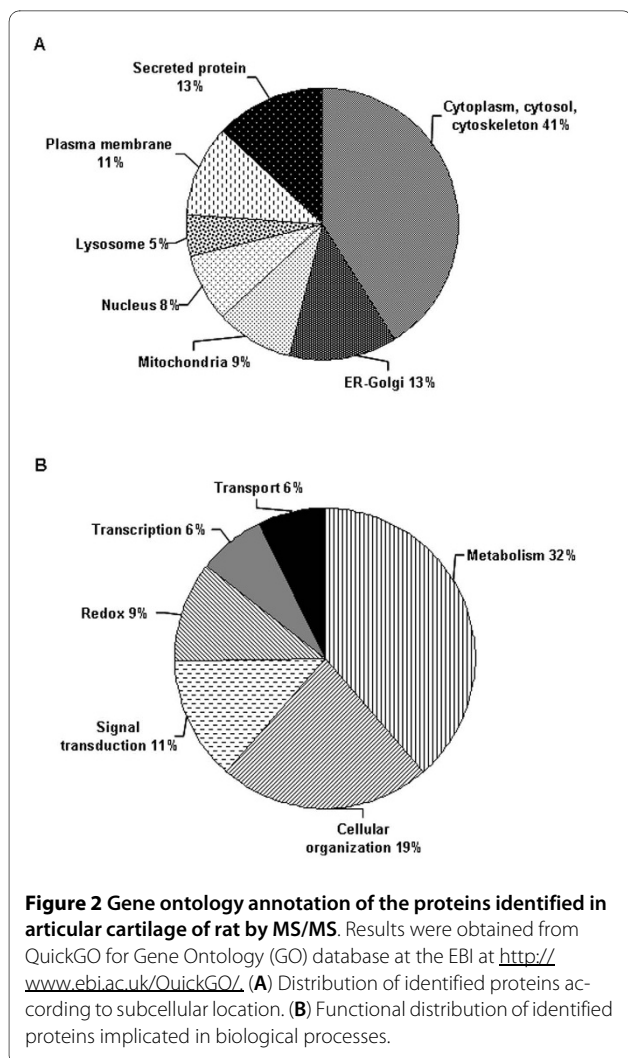 A
Secreted protein
13%
Cytoplasm, cytosol,
cytoskeleton 41%
Plasma membrane
11%
Lysosome 5%
Nucleus 8%
Mitochondria 9%
ER-Golgi 13%
B
Transport 6%
Transcription 6%
Metabolism 32%
Redox 9%
Signal
transduction 11%
Cellular
organization 19%
Figure 2 Gene ontology annotation of the proteins identified in
articular cartilage of rat by MS/MS. Results were obtained from
QuickGO for Gene Ontology (GO) database at the EBI at http://
www.ebi.ac.uk/QuickGO/. (A) Distribution of identified proteins ac-
cording to subcellular location. (B) Functional distribution of identified
proteins implicated in biological processes.